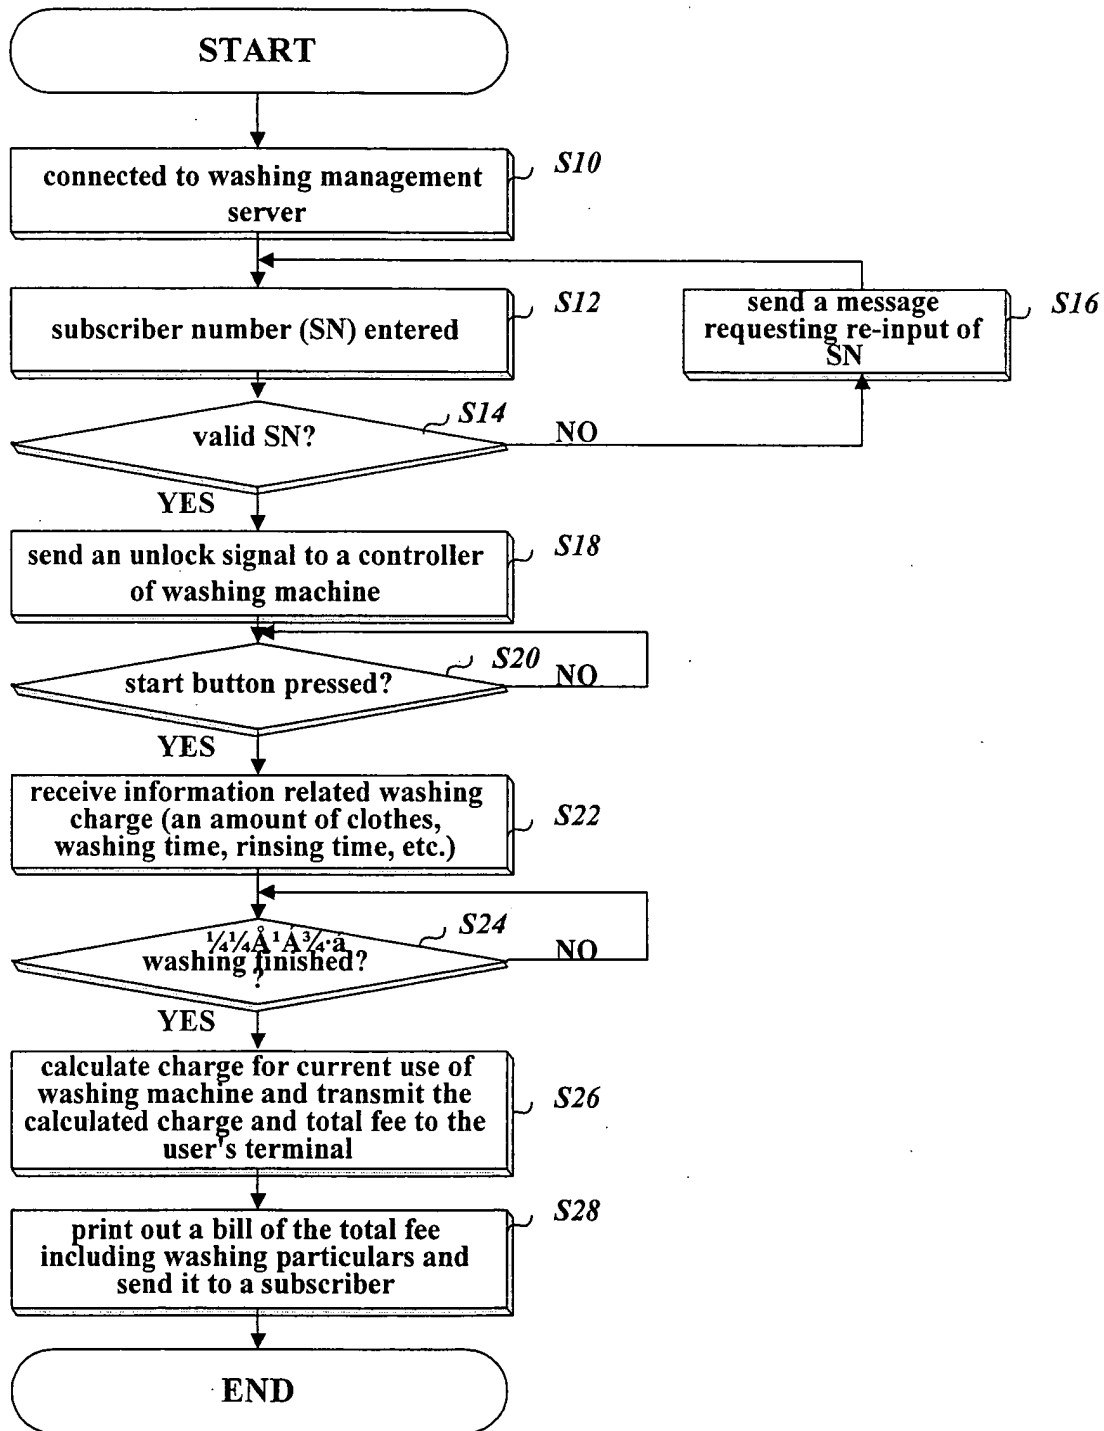 START
connected to washing management
server
S10
subscriber number (SN) entered
S12
send a message
requesting re-input of
SN
S16
valid SN?
S14
NO
YES
send an unlock signal to a controller
of washing machine
S18
start button pressed?
S20
NO
YES
receive information related washing
charge (an amount of clothes,
washing time, rinsing time, etc.)
S22
¼¼Å¹Á¾·á
washing finished?
?
S24
NO
YES
calculate charge for current use of
washing machine and transmit the
calculated charge and total fee to the
user's terminal
S26
print out a bill of the total fee
including washing particulars and
send it to a subscriber
S28
END